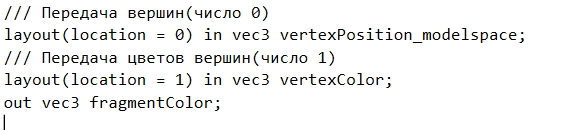 /// Передача вершин(число 0)
layout(location = 0) in vec3 vertexPosition_modelspace;
/// Передача цветов вершин(число 1)
layout(location = 1) in vec3 vertexColor;
out vec3 fragmentColor;